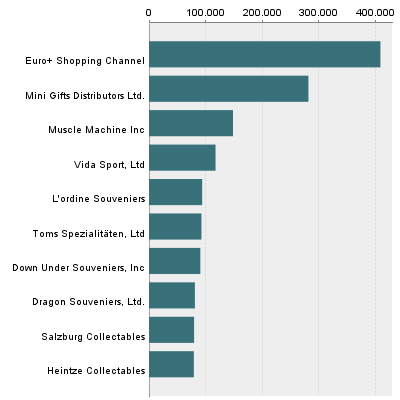 0 100.000 200.000 300.000 400.000
Euro+ Shopping Channel
Mini Gifts Distributors Ltd.
Muscle Machine Inc
Vida Sport, Ltd
L'ordine Souveniers
Toms Spezialitäten, Ltd
Down Under Souveniers, Inc
Dragon Souveniers, Ltd.
Salzburg Collectables
Heintze Collectables